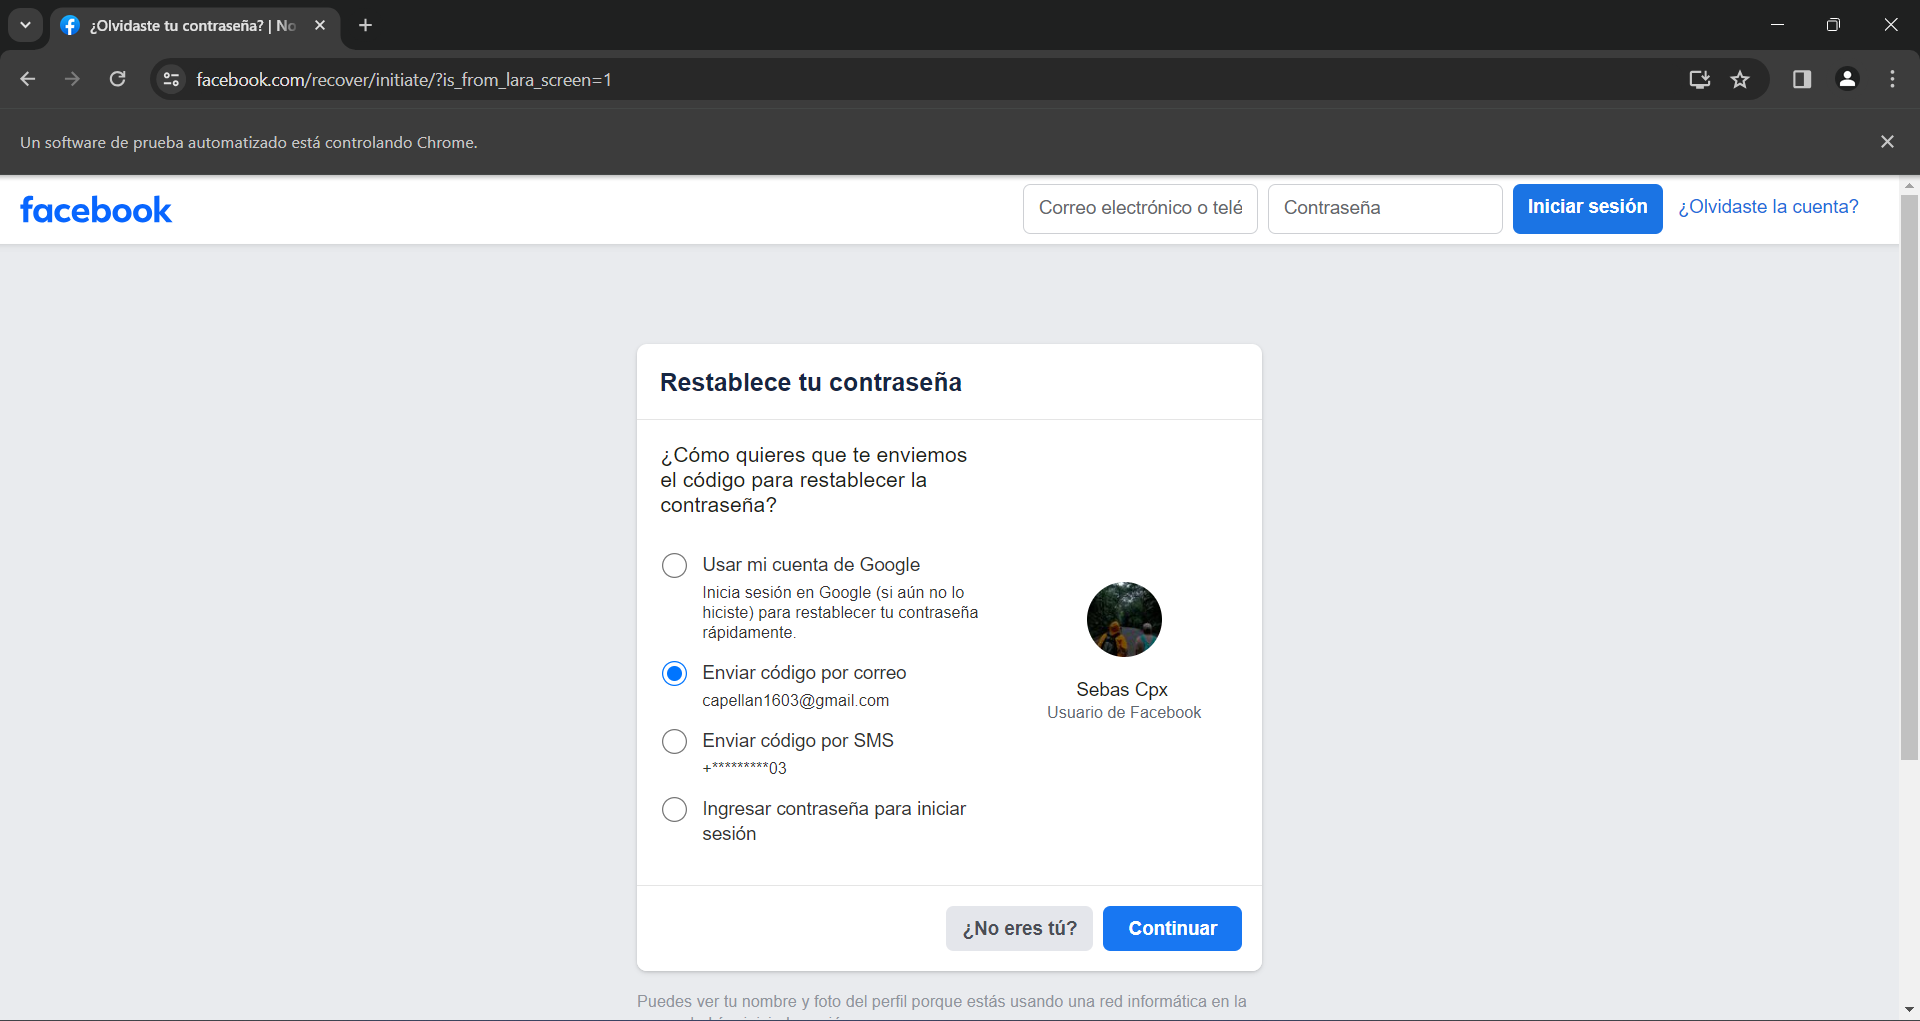 ¿Olvidaste tu contraseña? | No
facebook.com/recover/initiate/?is_from_lara_screen=1
Un software de prueba automatizado está controlando Chrome.
facebook
Correo electrónico o telé
Contraseña
Iniciar sesión
¿Olvidaste la cuenta?
Restablece tu contraseña
¿Cómo quieres que te enviemos
el código para restablecer la
contraseña?
Usar mi cuenta de Google
Inicia sesión en Google (si aún no lo
hiciste) para restablecer tu contraseña
rápidamente.
Enviar código por correo
capellan1603@gmail.com
Enviar código por SMS
+*********03
Ingresar contraseña para iniciar
sesión
Sebas Cpx
Usuario de Facebook
¿No eres tú?
Continuar
Puedes ver tu nombre y foto del perfil porque estás usando una red informática en la